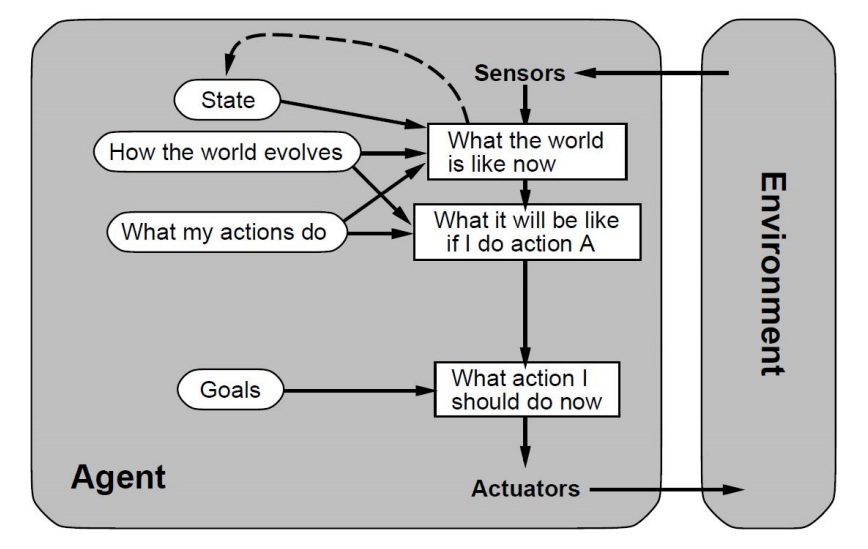 Sensors
State
What the world
is like now
How the world evolves
What it will be like
if I do action A
What my actions do
Environment
What action I
should do now
Goals
Agent
Actuators